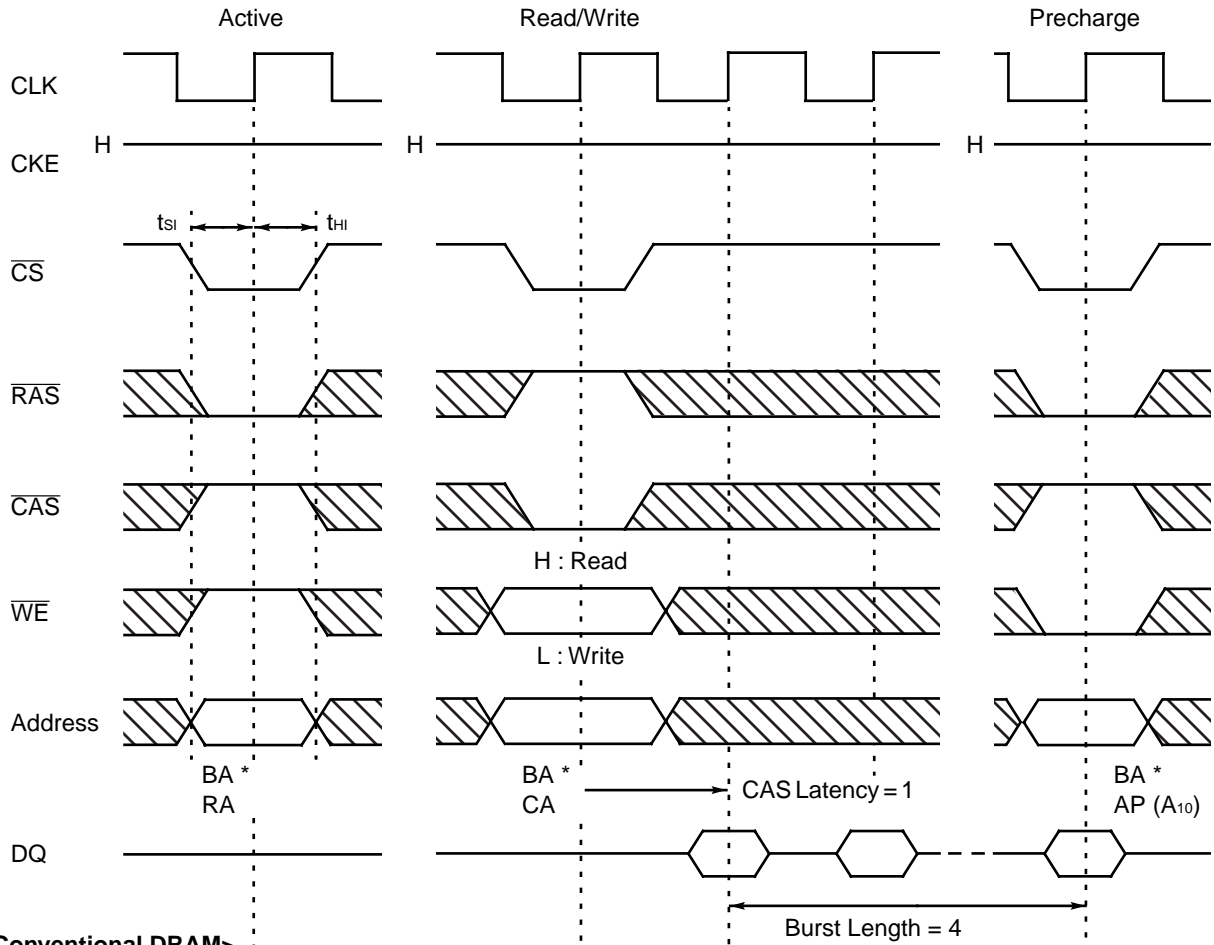 Active Read/Write Precharge
CLK
H H H
CKE
tSI tHI
CS
RAS
CAS
H : Read
WE
L : Write
Address
BA * BA * CAS Latency = 1 BA *
RA CA AP (A10)
DQ
Burst Length = 4
Conventional DRAM>